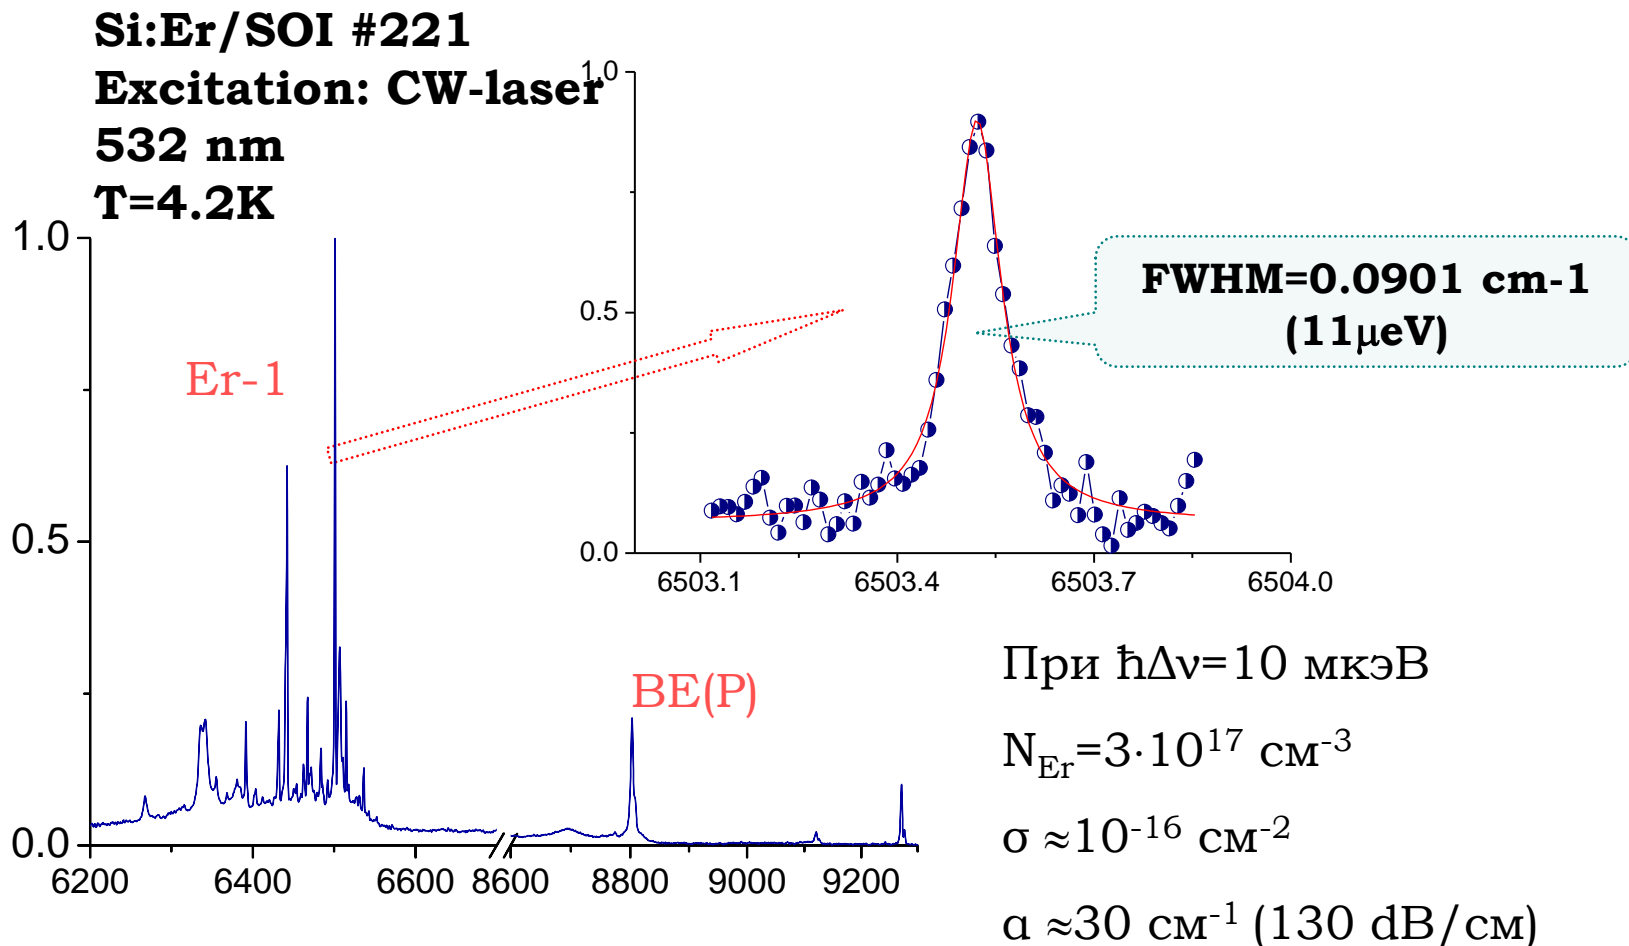 Si:Er/SOI #221
Excitation: CW-laser
532 nm
T=4.2K
1.0
0.5
0.0
6503.1 6503.4 6503.7 6504.0
FWHM=0.0901 cm-1
(11μeV)
1.0
0.5
0.0
Er-1
BE(P)
6200 6400 6600 8600 8800 9000 9200
При ħΔν=10 мкэВ
N_Er=3·10^17 см^-3
σ ≈10^-16 см^-2
α ≈30 см^-1 (130 dB/см)